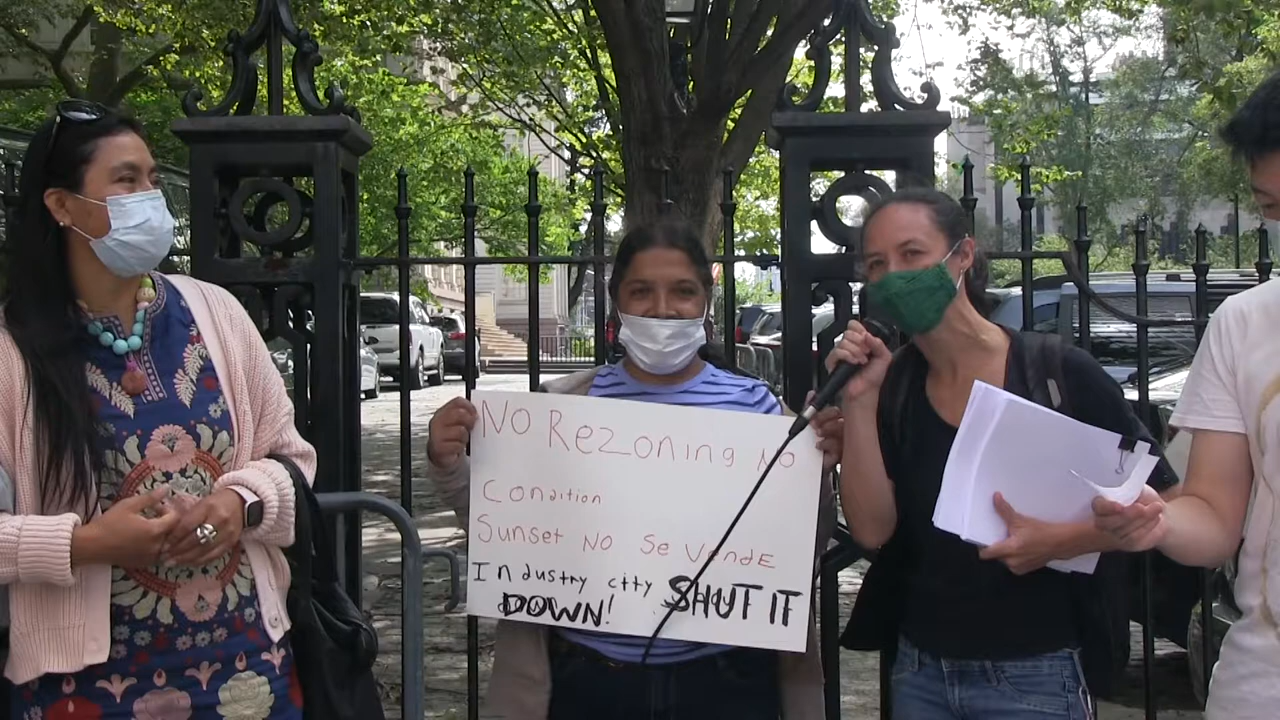 NO Rezoning No
Condition
Sunset NO Se VendE
Industry city SHUT IT
DOWN!